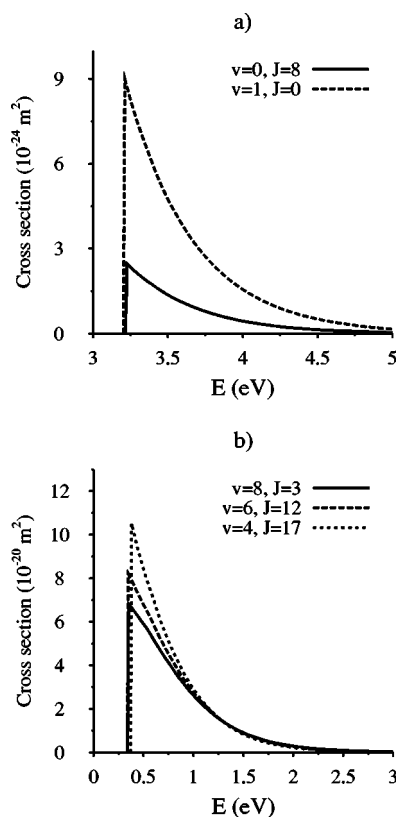 a)
v=0, J=8
v=1, J=0
9
6
3
0
Cross section (10⁻²⁴ m²)
3 3.5 4 4.5 5
E (eV)
b)
v=8, J=3
v=6, J=12
v=4, J=17
12
10
8
6
4
2
0
Cross section (10⁻²⁰ m²)
0 0.5 1 1.5 2 2.5 3
E (eV)